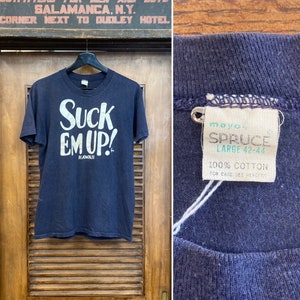 SALAMANCA, N.Y.
CORNER NEXT TO DUDLEY HOTEL
SUCK
EM UP!
mayo
SPRUCE
LARGE 42-44
100% COTTON